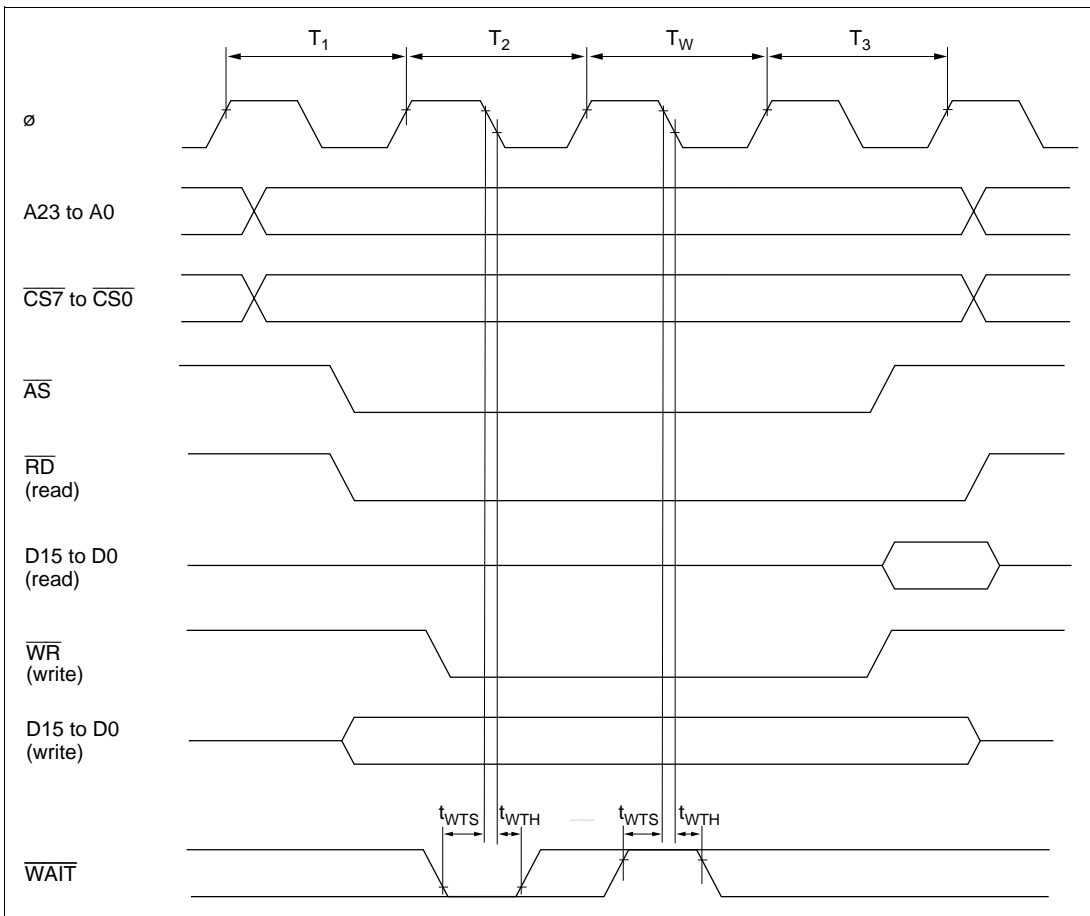 T1 T2 TW T3
ø
A23 to A0
CS7 to CS0
AS
RD
(read)
D15 to D0
(read)
WR
(write)
D15 to D0
(write)
tWTS tWTH tWTS tWTH
WAIT